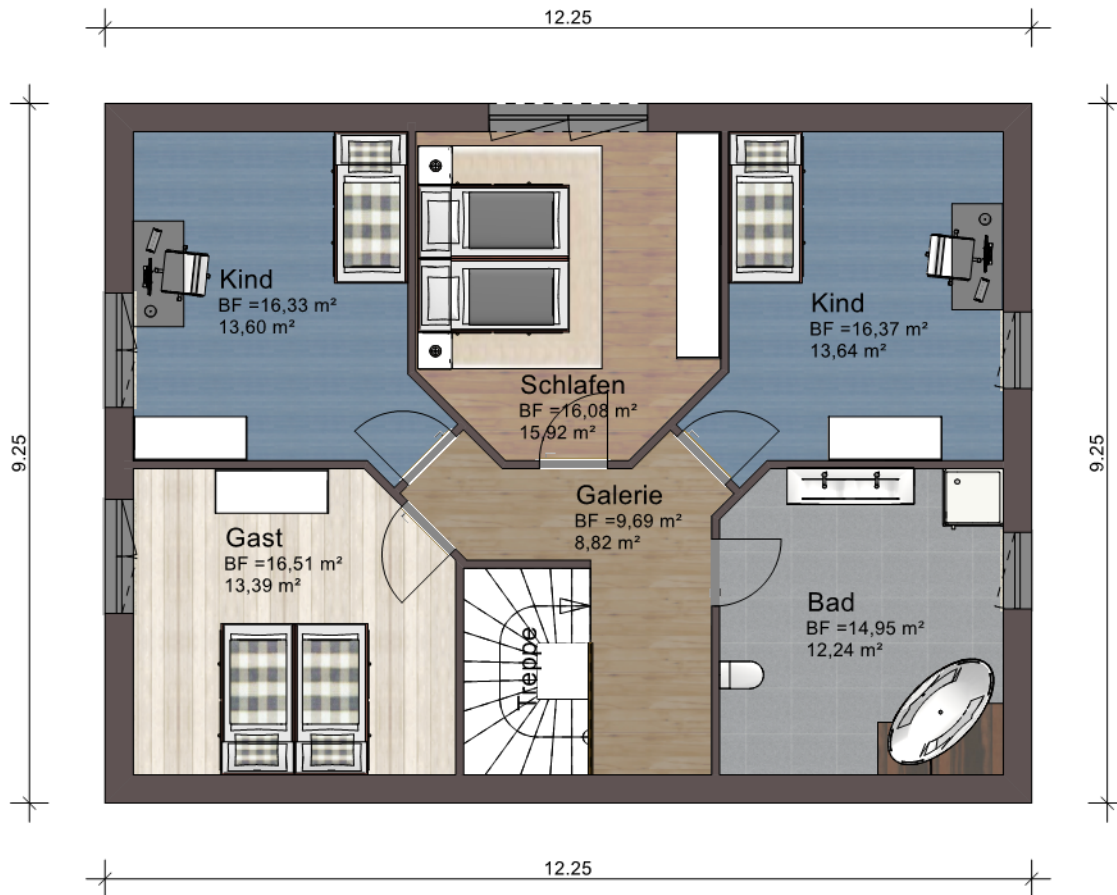 12.25
9.25
9.25
Kind
BF =16,33 m²
13,60 m²
Kind
BF =16,37 m²
13,64 m²
Schlafen
BF =16,08 m²
15,92 m²
Galerie
BF =9,69 m²
8,82 m²
Gast
BF =16,51 m²
13,39 m²
Treppe
Bad
BF =14,95 m²
12,24 m²
12.25